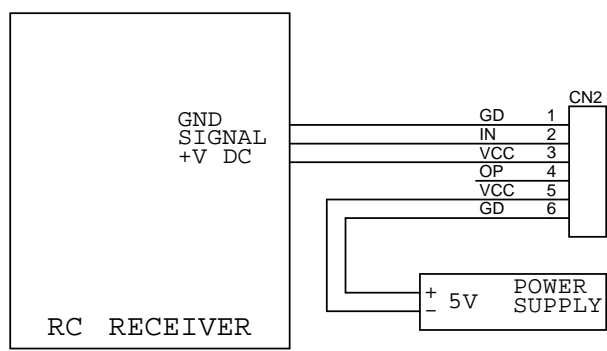 CN2
GND
SIGNAL
+V DC
GD 1
IN 2
VCC 3
OP 4
VCC 5
GD 6
+
-
5V
POWER
SUPPLY
RC RECEIVER